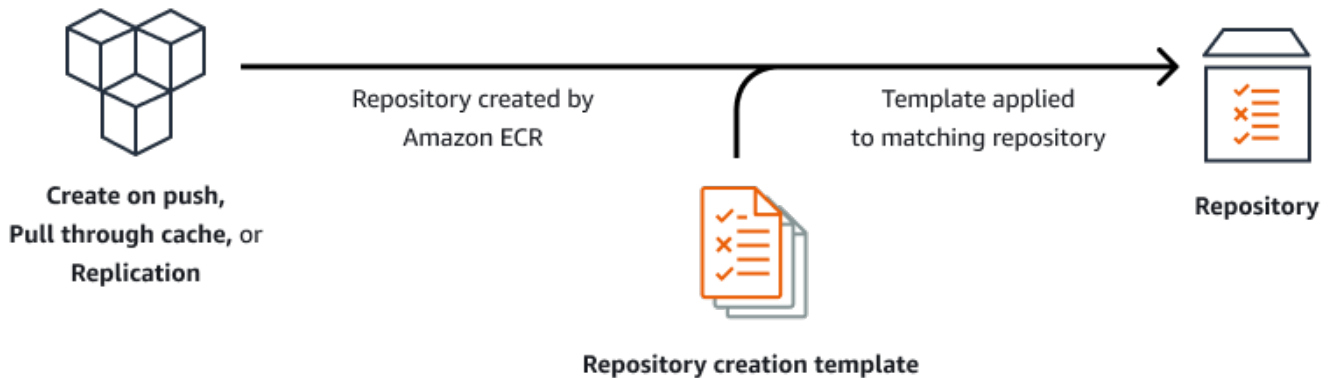 Repository created by
Amazon ECR
Template applied
to matching repository
Create on push,
Pull through cache, or
Replication
Repository
Repository creation template